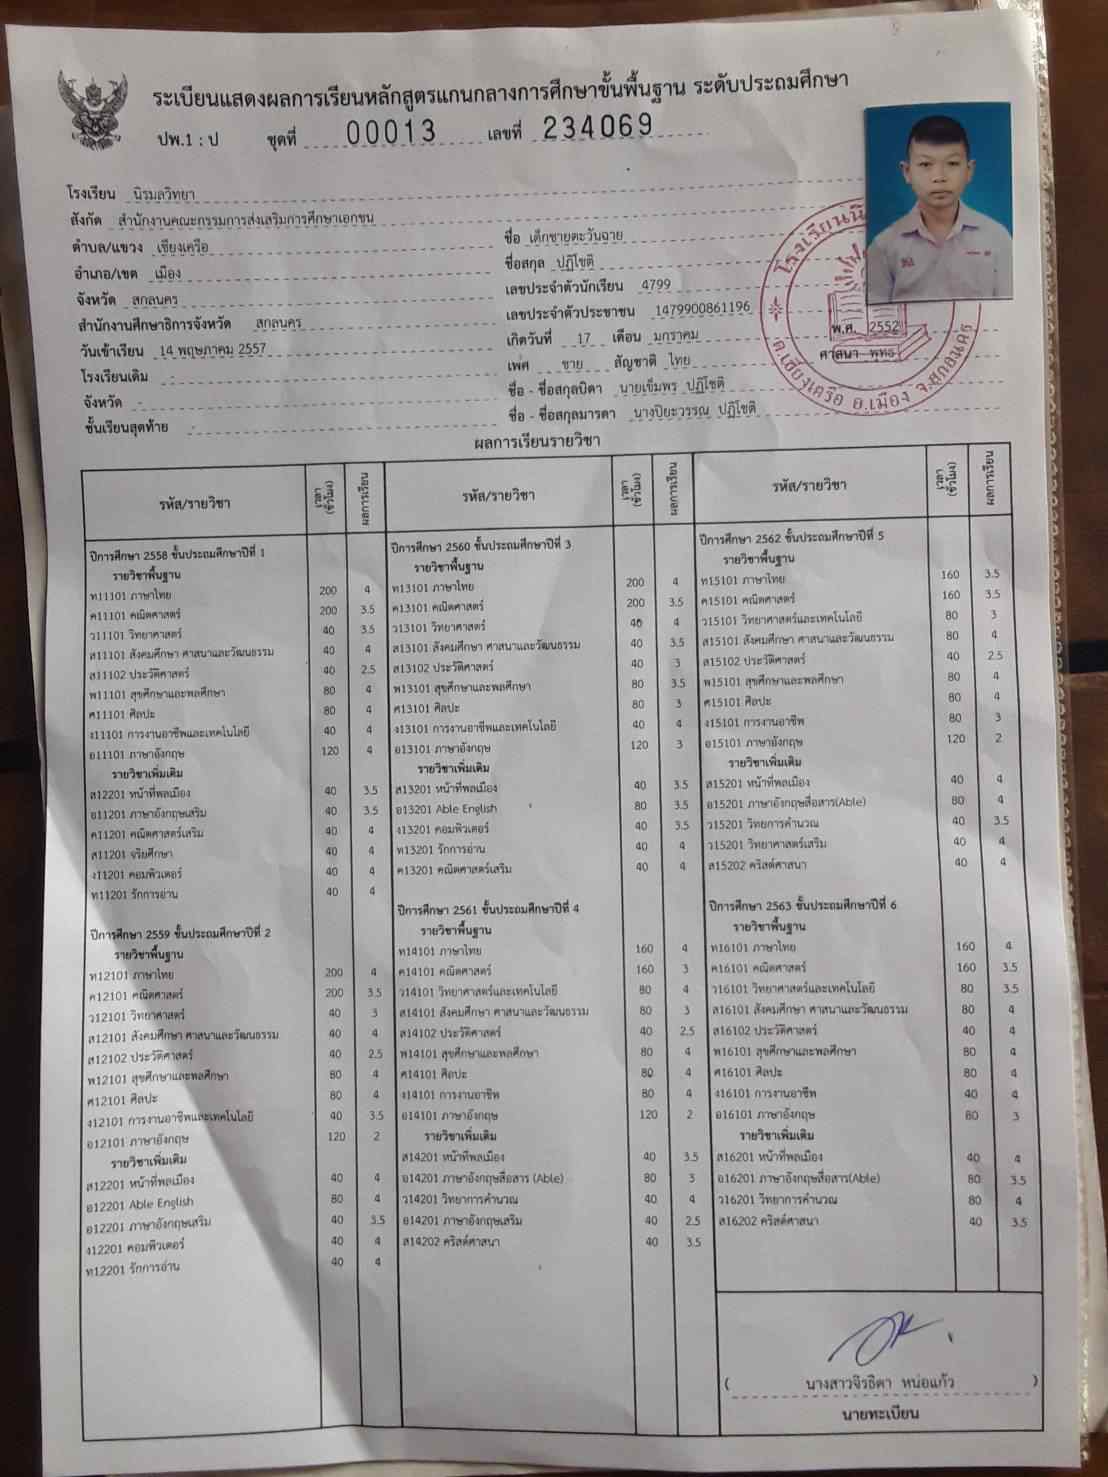 ระเบียนแสดงผลการเรียนหลักสูตรแกนกลางการศึกษาขั้นพื้นฐาน ระดับประถมศึกษา
ปพ.1 : ป ชุดที่ 00013 เลขที่ 234069
โรงเรียน นิรมลวิทยา
สังกัด สำนักงานคณะกรรมการส่งเสริมการศึกษาเอกชน
ตำบล/แขวง เชียงเครือ
อำเภอ/เขต เมือง
จังหวัด สกลนคร
สำนักงานศึกษาธิการจังหวัด สกลนคร
วันเข้าเรียน 14 พฤษภาคม 2557
โรงเรียนเดิม -
จังหวัด -
ชั้นเรียนสุดท้าย -
ชื่อ เด็กชายตะวันฉาย
ชื่อสกุล ปฏิโชติ
เลขประจำตัวนักเรียน 4799
เลขประจำตัวประชาชน 1479900861196
เกิดวันที่ 17 เดือน มกราคม พ.ศ. 2552
เพศ ชาย สัญชาติ ไทย ศาสนา พุทธ
ชื่อ - ชื่อสกุลบิดา นายเข็มพร ปฏิโชติ
ชื่อ - ชื่อสกุลมารดา นางปิยะวรรณ ปฏิโชติ
ต.เชียงเครือ อ.เมือง จ.สกลนคร
ผลการเรียนรายวิชา
รหัส/รายวิชา เวลา (ชั่วโมง) ผลการเรียน
ปีการศึกษา 2558 ชั้นประถมศึกษาปีที่ 1
รายวิชาพื้นฐาน
ท11101 ภาษาไทย 200 4
ค11101 คณิตศาสตร์ 200 3.5
ว11101 วิทยาศาสตร์ 40 3.5
ส11101 สังคมศึกษา ศาสนาและวัฒนธรรม 40 4
ส11102 ประวัติศาสตร์ 40 2.5
พ11101 สุขศึกษาและพลศึกษา 80 4
ศ11101 ศิลปะ 80 4
ง11101 การงานอาชีพและเทคโนโลยี 40 4
อ11101 ภาษาอังกฤษ 120 4
รายวิชาเพิ่มเติม
ส12201 หน้าที่พลเมือง 40 3.5
อ11201 ภาษาอังกฤษเสริม 40 3.5
ค11201 คณิตศาสตร์เสริม 40 4
ส11201 จริยศึกษา 40 4
ง11201 คอมพิวเตอร์ 40 4
ท11201 รักการอ่าน 40 4
ปีการศึกษา 2559 ชั้นประถมศึกษาปีที่ 2
รายวิชาพื้นฐาน
ท12101 ภาษาไทย 200 4
ค12101 คณิตศาสตร์ 200 3.5
ว12101 วิทยาศาสตร์ 40 3
ส12101 สังคมศึกษา ศาสนาและวัฒนธรรม 40 4
ส12102 ประวัติศาสตร์ 40 2.5
พ12101 สุขศึกษาและพลศึกษา 80 4
ศ12101 ศิลปะ 80 4
ง12101 การงานอาชีพและเทคโนโลยี 40 3.5
อ12101 ภาษาอังกฤษ 120 2
รายวิชาเพิ่มเติม
ส12201 หน้าที่พลเมือง 40 4
อ12201 Able English 80 4
อ12201 ภาษาอังกฤษเสริม 40 3.5
ง12201 คอมพิวเตอร์ 40 4
ท12201 รักการอ่าน 40 4
รหัส/รายวิชา เวลา (ชั่วโมง) ผลการเรียน
ปีการศึกษา 2560 ชั้นประถมศึกษาปีที่ 3
รายวิชาพื้นฐาน
ท13101 ภาษาไทย 200 4
ค13101 คณิตศาสตร์ 200 3.5
ว13101 วิทยาศาสตร์ 40 4
ส13101 สังคมศึกษา ศาสนาและวัฒนธรรม 40 3.5
ส13102 ประวัติศาสตร์ 40 3
พ13101 สุขศึกษาและพลศึกษา 80 3.5
ศ13101 ศิลปะ 80 3
ง13101 การงานอาชีพและเทคโนโลยี 40 4
อ13101 ภาษาอังกฤษ 120 3
รายวิชาเพิ่มเติม
ส13201 หน้าที่พลเมือง 40 3.5
อ13201 Able English 80 3.5
ง13201 คอมพิวเตอร์ 40 3.5
ท13201 รักการอ่าน 40 4
ค13201 คณิตศาสตร์เสริม 40 4
ปีการศึกษา 2561 ชั้นประถมศึกษาปีที่ 4
รายวิชาพื้นฐาน
ท14101 ภาษาไทย 160 4
ค14101 คณิตศาสตร์ 160 3
ว14101 วิทยาศาสตร์และเทคโนโลยี 80 4
ส14101 สังคมศึกษา ศาสนาและวัฒนธรรม 80 3
ส14102 ประวัติศาสตร์ 40 2.5
พ14101 สุขศึกษาและพลศึกษา 80 4
ศ14101 ศิลปะ 80 4
ง14101 การงานอาชีพ 80 4
อ14101 ภาษาอังกฤษ 120 2
รายวิชาเพิ่มเติม
ส14201 หน้าที่พลเมือง 40 3.5
อ14201 ภาษาอังกฤษสื่อสาร (Able) 80 3
ว14201 วิทยาการคำนวณ 40 4
อ14201 ภาษาอังกฤษเสริม 40 2.5
ส14202 คริสต์ศาสนา 40 3.5
รหัส/รายวิชา เวลา (ชั่วโมง) ผลการเรียน
ปีการศึกษา 2562 ชั้นประถมศึกษาปีที่ 5
รายวิชาพื้นฐาน
ท15101 ภาษาไทย 160 3.5
ค15101 คณิตศาสตร์ 160 3.5
ว15101 วิทยาศาสตร์และเทคโนโลยี 80 3
ส15101 สังคมศึกษา ศาสนาและวัฒนธรรม 80 4
ส15102 ประวัติศาสตร์ 40 2.5
พ15101 สุขศึกษาและพลศึกษา 80 4
ศ15101 ศิลปะ 80 4
ง15101 การงานอาชีพ 80 3
อ15101 ภาษาอังกฤษ 120 2
รายวิชาเพิ่มเติม
ส15201 หน้าที่พลเมือง 40 4
อ15201 ภาษาอังกฤษสื่อสาร(Able) 80 4
ว15201 วิทยการคำนวณ 40 3.5
ว15201 วิทยาศาสตร์เสริม 40 4
ส15202 คริสต์ศาสนา 40 4
ปีการศึกษา 2563 ชั้นประถมศึกษาปีที่ 6
รายวิชาพื้นฐาน
ท16101 ภาษาไทย 160 4
ค16101 คณิตศาสตร์ 160 3.5
ว16101 วิทยาศาสตร์และเทคโนโลยี 80 3.5
ส16101 สังคมศึกษา ศาสนาและวัฒนธรรม 80 4
ส16102 ประวัติศาสตร์ 40 4
พ16101 สุขศึกษาและพลศึกษา 80 4
ศ16101 ศิลปะ 80 4
ง16101 การงานอาชีพ 40 4
อ16101 ภาษาอังกฤษ 80 3
รายวิชาเพิ่มเติม
ส16201 หน้าที่พลเมือง 40 4
อ16201 ภาษาอังกฤษสื่อสาร(Able) 80 3.5
ว16201 วิทยาการคำนวณ 80 4
ส16202 คริสต์ศาสนา 40 3.5
( นางสาวจิรธิดา หน่อแก้ว )
นายทะเบียน